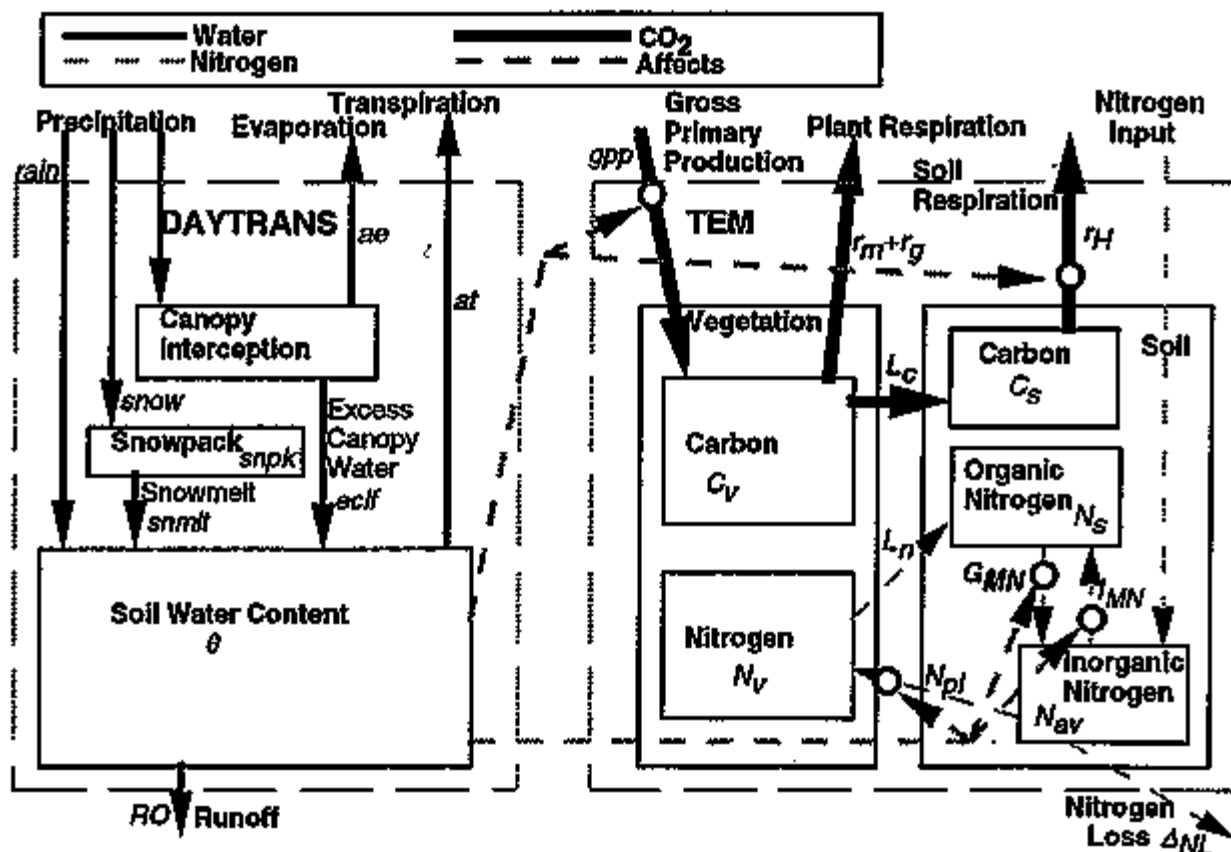 Water
CO2
Nitrogen
Affects
Precipitation
Evaporation
Transpiration
Gross
Primary
Production
Plant Respiration
Nitrogen
Input
rain
gpp
Soil
Respiration
DAYTRANS
ae
at
TEM
rm+rg
rH
Canopy
Interception
Vegetation
Carbon
Cv
Lc
Carbon
Cs
Soil
snow
Snowpack
snpk
Excess
Canopy
Water
eclf
Snowmelt
snmlt
Organic
Nitrogen
Ns
Ln
GMN
MN
Soil Water Content
θ
Nitrogen
Nv
Npl
Inorganic
Nitrogen
Nav
RO
Runoff
Nitrogen
Loss ΔNL